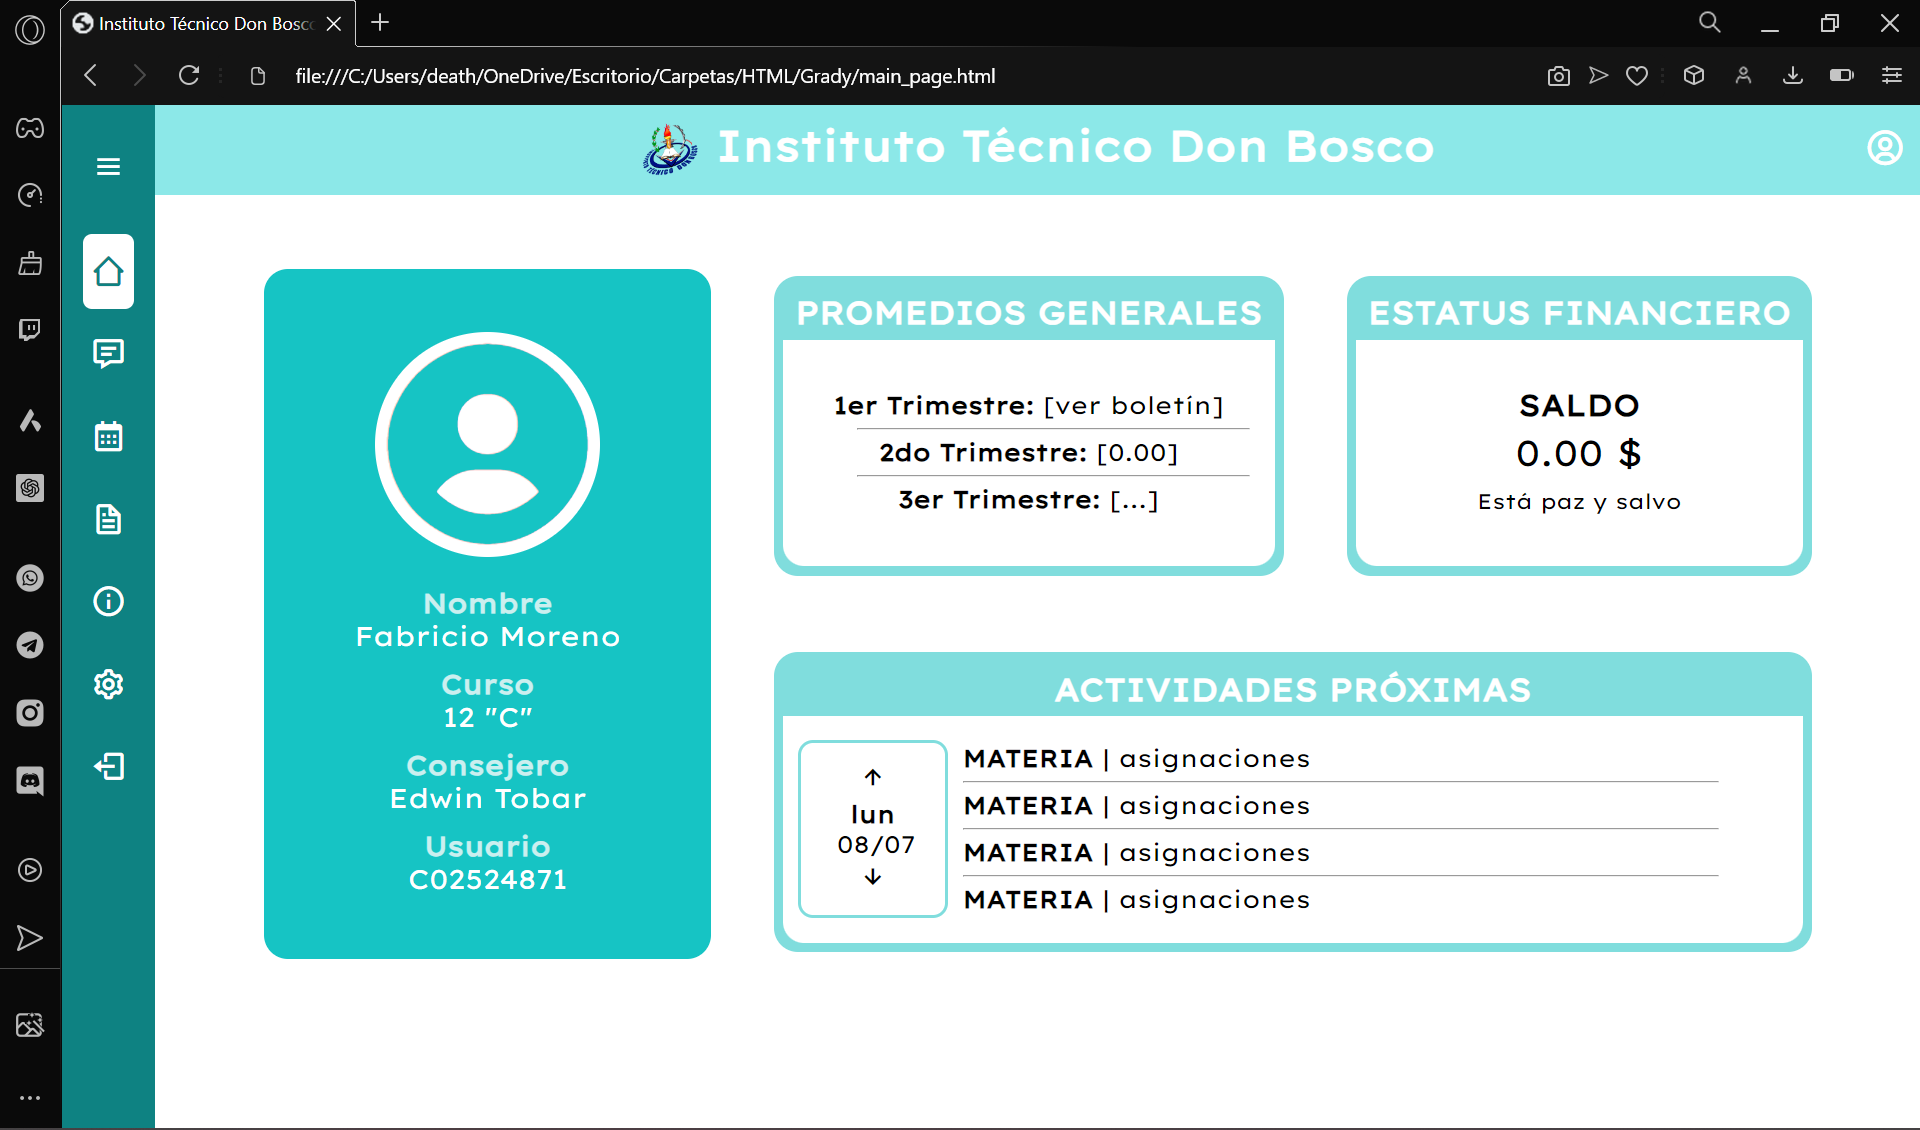 Instituto Técnico Don Bosc
file:///C:/Users/death/OneDrive/Escritorio/Carpetas/HTML/Grady/main_page.html
Instituto Técnico Don Bosco
Nombre
Fabricio Moreno
Curso
12 "C"
Consejero
Edwin Tobar
Usuario
C02524871
PROMEDIOS GENERALES
1er Trimestre: [ver boletín]
2do Trimestre: [0.00]
3er Trimestre: [...]
ESTATUS FINANCIERO
SALDO
0.00 $
Está paz y salvo
ACTIVIDADES PRÓXIMAS
↑
lun
08/07
↓
MATERIA | asignaciones
MATERIA | asignaciones
MATERIA | asignaciones
MATERIA | asignaciones